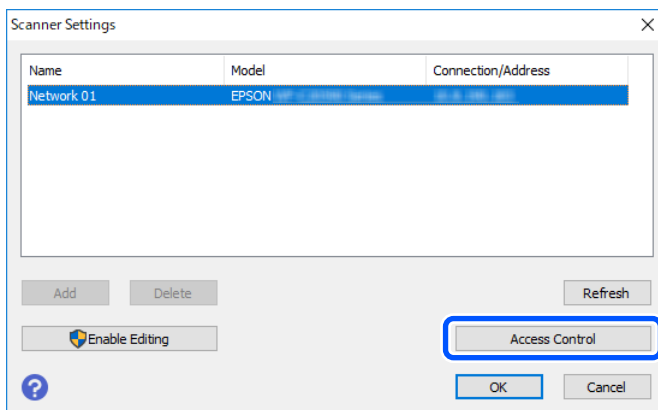 Scanner Settings
Name Model Connection/Address
Network 01 EPSON
Add Delete Refresh
Enable Editing Access Control
? OK Cancel